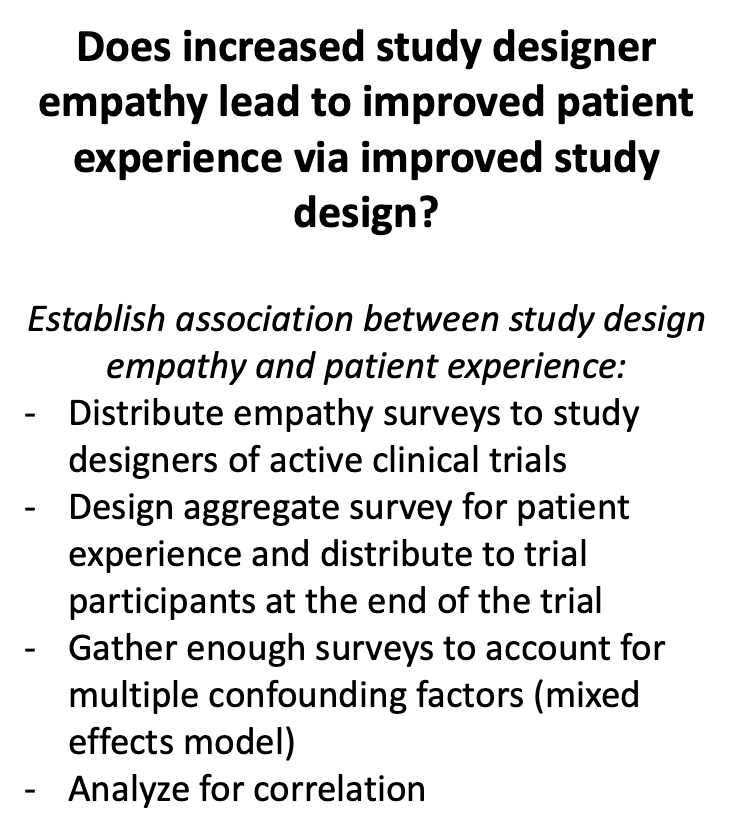 Does increased study designer
empathy lead to improved patient
experience via improved study
design?
Establish association between study design
empathy and patient experience:
- Distribute empathy surveys to study
designers of active clinical trials
- Design aggregate survey for patient
experience and distribute to trial
participants at the end of the trial
- Gather enough surveys to account for
multiple confounding factors (mixed
effects model)
- Analyze for correlation